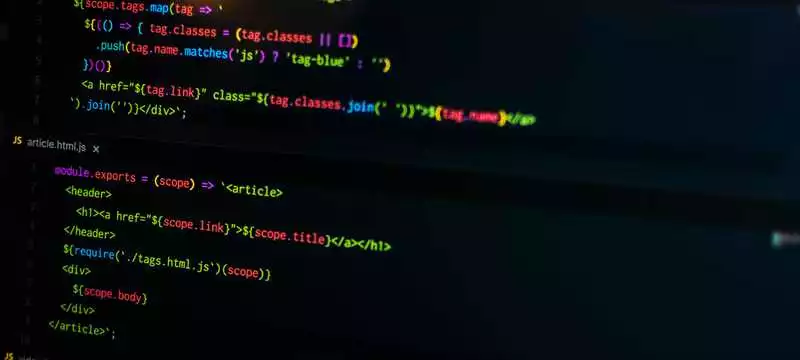 ${scope.tags.map(tag => `
${(() => { tag.classes = (tag.classes || [])
.push(tag.name.matches('js') ? 'tag-blue' : '')
})()}
<a href="${tag.link}" class="${tag.classes.join(' ')}">${tag.name}</a>
`).join('')}</div>`;
JS article.html.js ×
module.exports = (scope) => `<article>
<header>
<h1><a href="${scope.link}">${scope.title}</a></h1>
</header>
${require('./tags.html.js')(scope)}
<div>
${scope.body}
</div>
</article>`;
JS